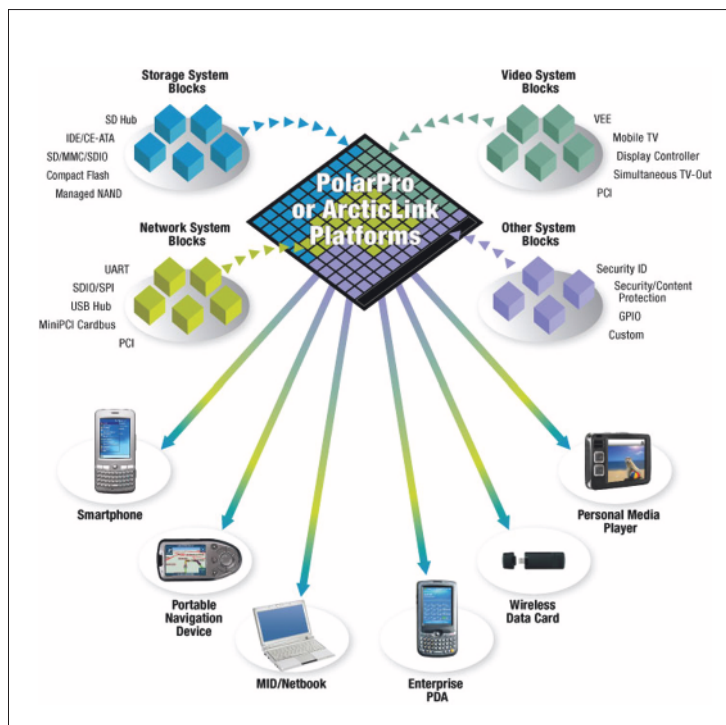 Storage System
Blocks
SD Hub
IDE/CE-ATA
SD/MMC/SDIO
Compact Flash
Managed NAND
Video System
Blocks
VEE
Mobile TV
Display Controller
Simultaneous TV-Out
PCI
PolarPro
or ArcticLink
Platforms
Network System
Blocks
UART
SDIO/SPI
USB Hub
MiniPCI Cardbus
PCI
Other System
Blocks
Security ID
Security/Content
Protection
GPIO
Custom
Smartphone
Personal Media
Player
Portable
Navigation
Device
Wireless
Data Card
MID/Netbook
Enterprise
PDA